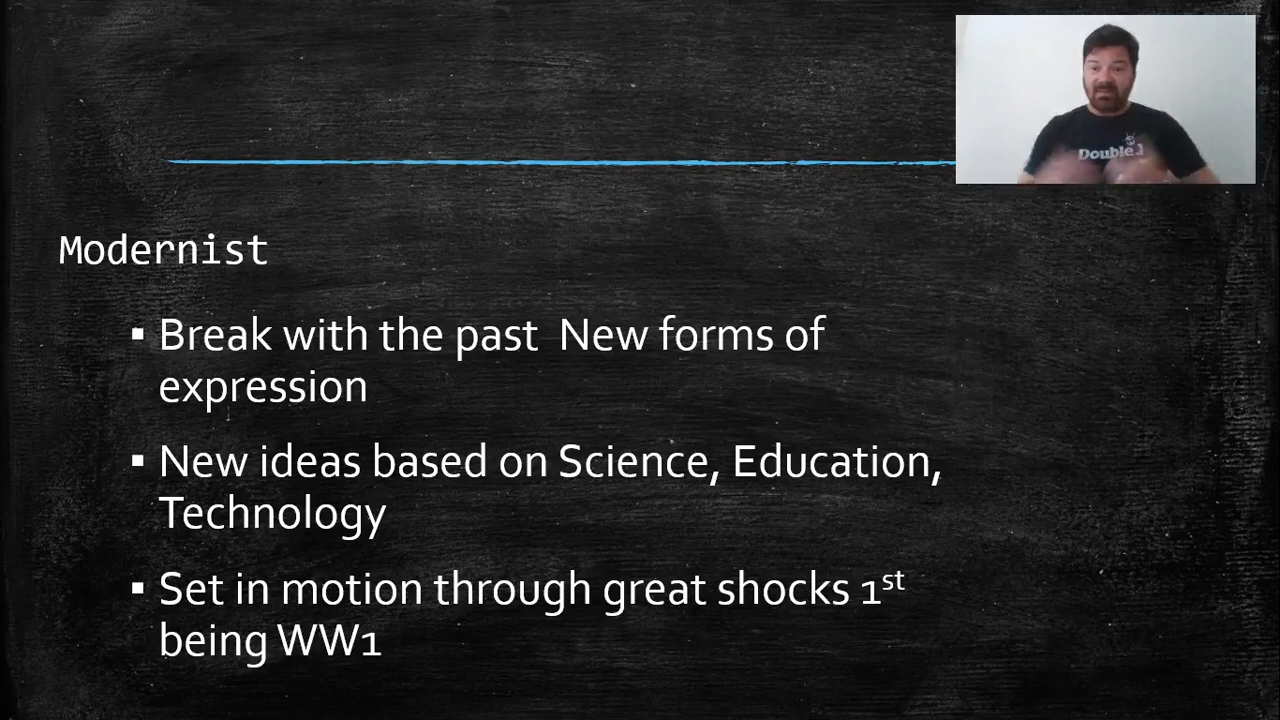 Double J
Modernist
▪ Break with the past  New forms of
expression
▪ New ideas based on Science, Education,
Technology
▪ Set in motion through great shocks 1st
being WW1